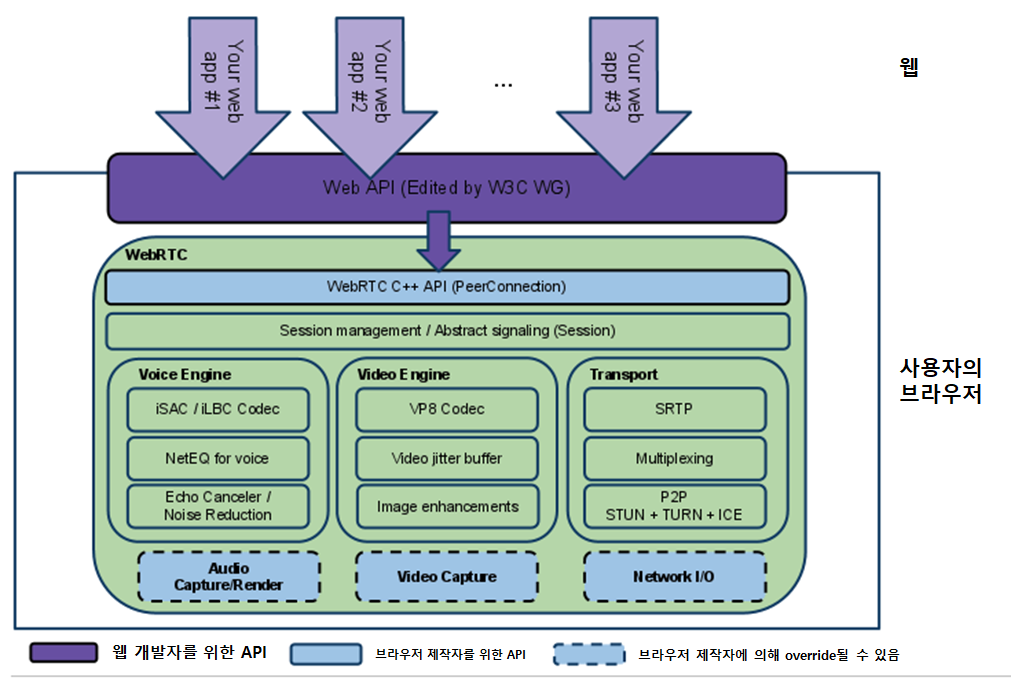 Your web
app #1
Your web
app #2
...
Your web
app #3
웹
Web API (Edited by W3C WG)
WebRTC
WebRTC C++ API (PeerConnection)
Session management / Abstract signaling (Session)
사용자의
브라우저
Voice Engine
iSAC / iLBC Codec
NetEQ for voice
Echo Canceler /
Noise Reduction
Video Engine
VP8 Codec
Video jitter buffer
Image enhancements
Transport
SRTP
Multiplexing
P2P
STUN + TURN + ICE
Audio
Capture/Render
Video Capture
Network I/O
웹 개발자를 위한 API
브라우저 제작자를 위한 API
브라우저 제작자에 의해 override될 수 있음